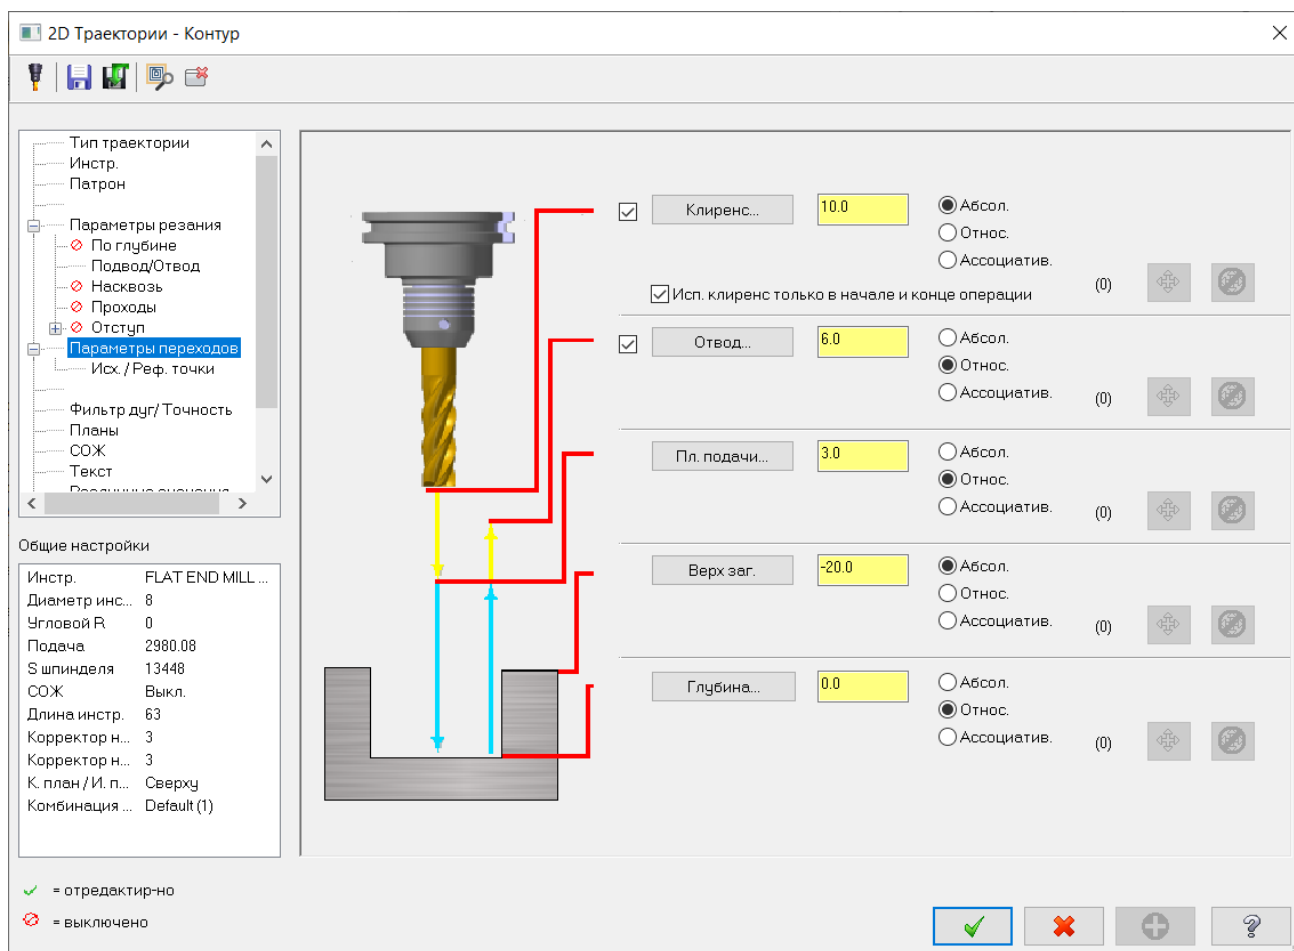 2D Траектории - Контур
Тип траектории
Инстр.
Патрон
Параметры резания
По глубине
Подвод/Отвод
Насквозь
Проходы
Отступ
Параметры переходов
Исх. / Реф. точки
Фильтр дуг/ Точность
Планы
СОЖ
Текст
Общие настройки
Инстр. FLAT END MILL ...
Диаметр инс... 8
Угловой R 0
Подача 2980.08
S шпинделя 13448
СОЖ Выкл.
Длина инстр. 63
Корректор н... 3
Корректор н... 3
К. план / И. п... Сверху
Комбинация ... Default (1)
= отредактир-но
= выключено
Клиренс... 10.0 Абсол.
Относ.
Ассоциатив.
(0)
Исп. клиренс только в начале и конце операции
Отвод... 6.0 Абсол.
Относ.
Ассоциатив.
(0)
Пл. подачи... 3.0 Абсол.
Относ.
Ассоциатив.
(0)
Верх заг. -20.0 Абсол.
Относ.
Ассоциатив.
(0)
Глубина... 0.0 Абсол.
Относ.
Ассоциатив.
(0)